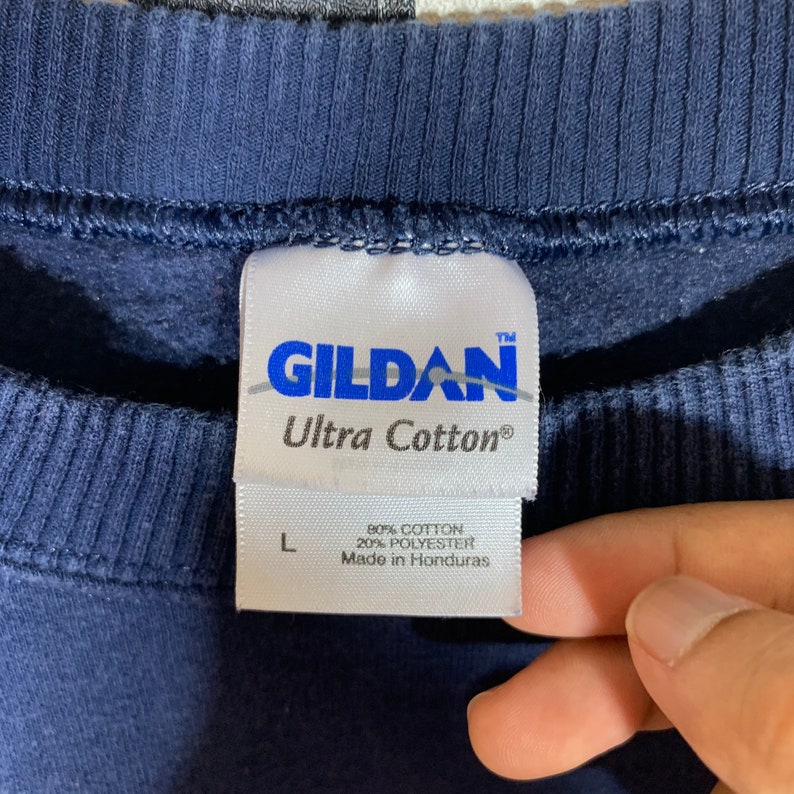 GILDAN™
Ultra Cotton®
L
80% COTTON
20% POLYESTER
Made in Honduras